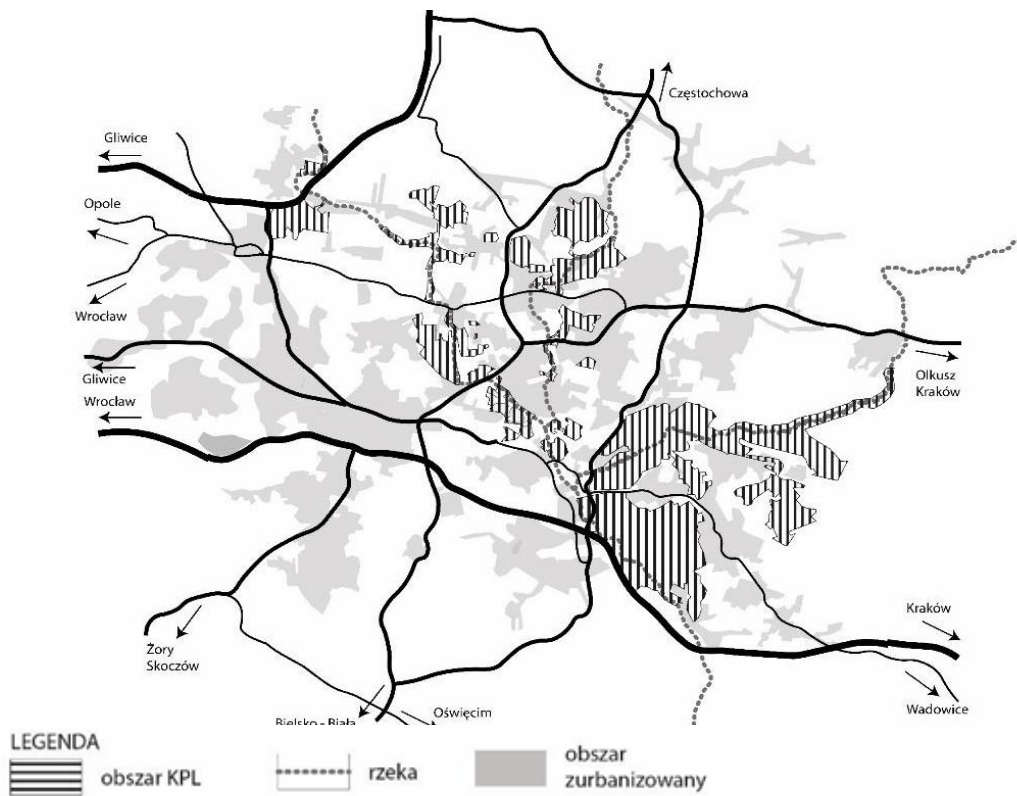 Częstochowa
Gliwice
Opole
Wrocław
Gliwice
Wrocław
Olkusz
Kraków
Kraków
Żory
Skoczów
Wadowice
Oświęcim
Bielsko - Biała
LEGENDA
obszar KPL
rzeka
obszar
zurbanizowany